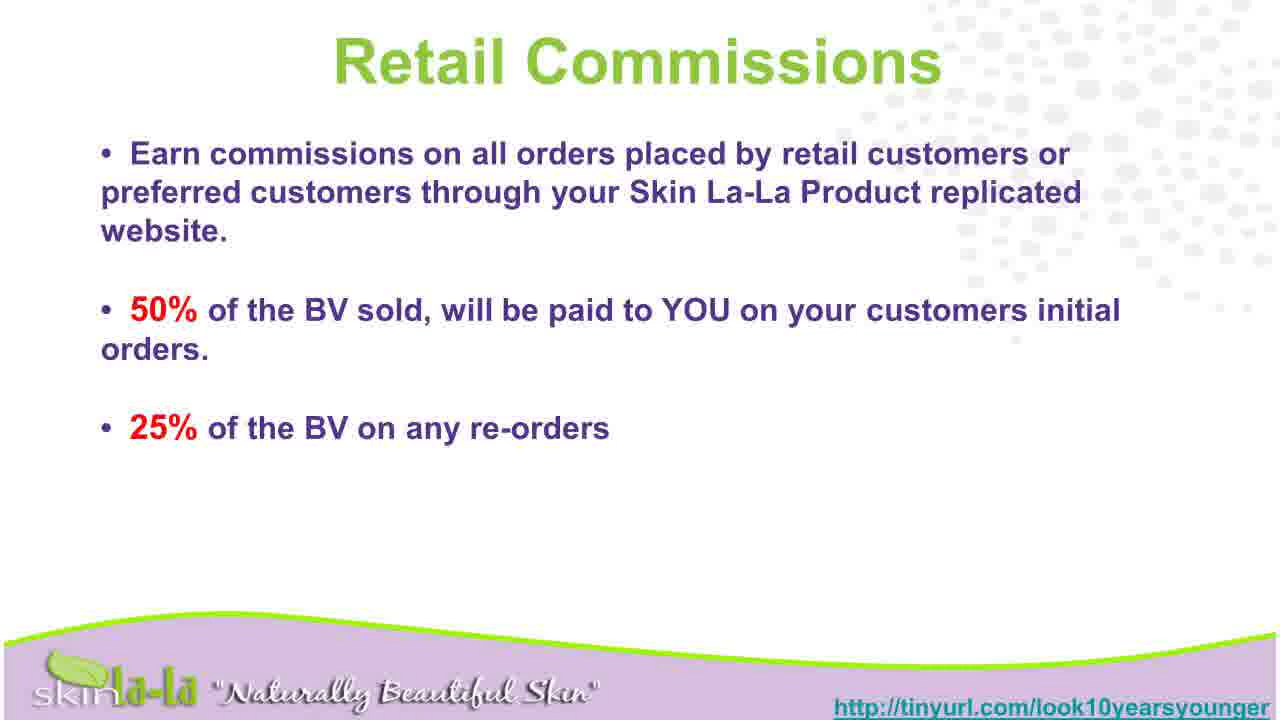 Retail Commissions
• Earn commissions on all orders placed by retail customers or
preferred customers through your Skin La-La Product replicated
website.
• 50% of the BV sold, will be paid to YOU on your customers initial
orders.
• 25% of the BV on any re-orders
skin la-la "Naturally Beautiful Skin"
http://tinyurl.com/look10yearsyounger